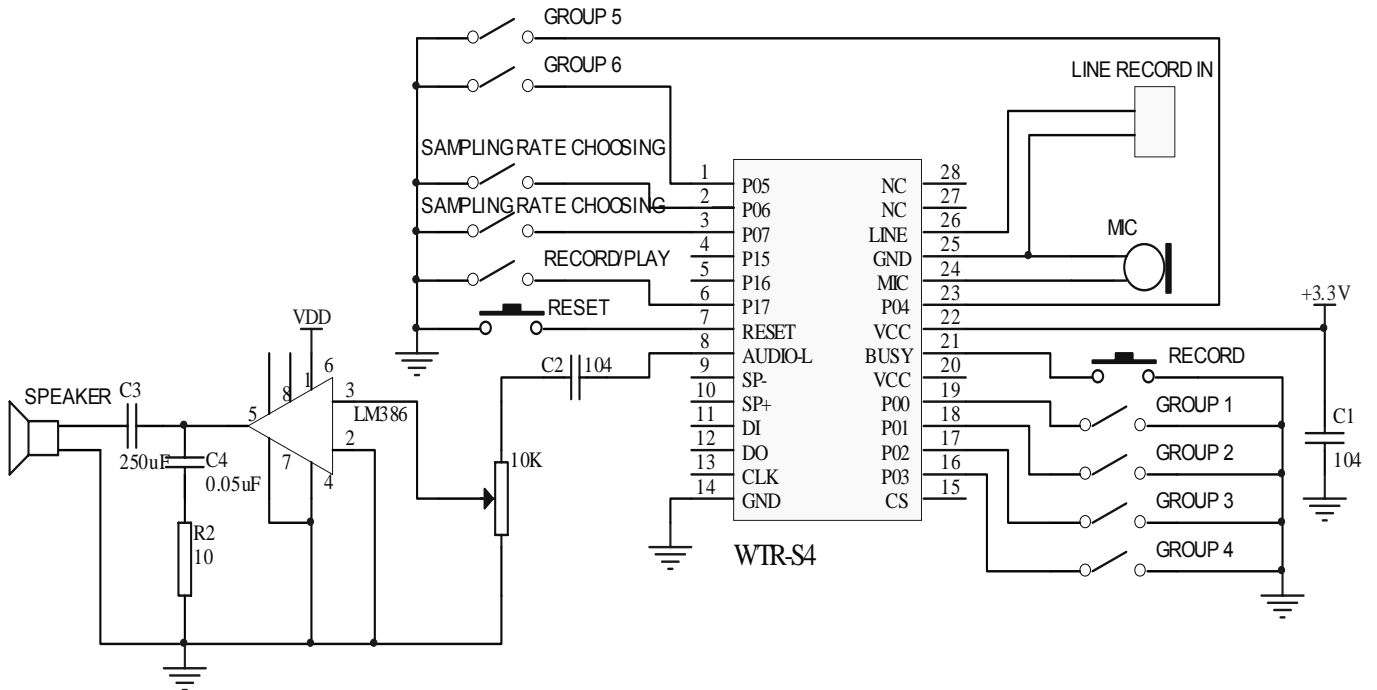 GROUP 5
GROUP 6
LINE RECORD IN
SAMPLING RATE CHOOSING
SAMPLING RATE CHOOSING
RECORD/PLAY
RESET
MIC
1 P05 NC 28
2 P06 NC 27
3 P07 LINE 26
4 P15 GND 25
5 P16 MIC 24
6 P17 P04 23
7 RESET VCC 22
8 AUDIO-L BUSY 21
9 SP- VCC 20
10 SP+ P00 19
11 DI P01 18
12 DO P02 17
13 CLK P03 16
14 GND CS 15
WTR-S4
+3.3V
C1
104
RECORD
GROUP 1
GROUP 2
GROUP 3
GROUP 4
VDD
C2 104
10K
SPEAKER C3
250uF
C4
0.05uF
R2
10
5 8 1 6
3
LM386
2
7 4